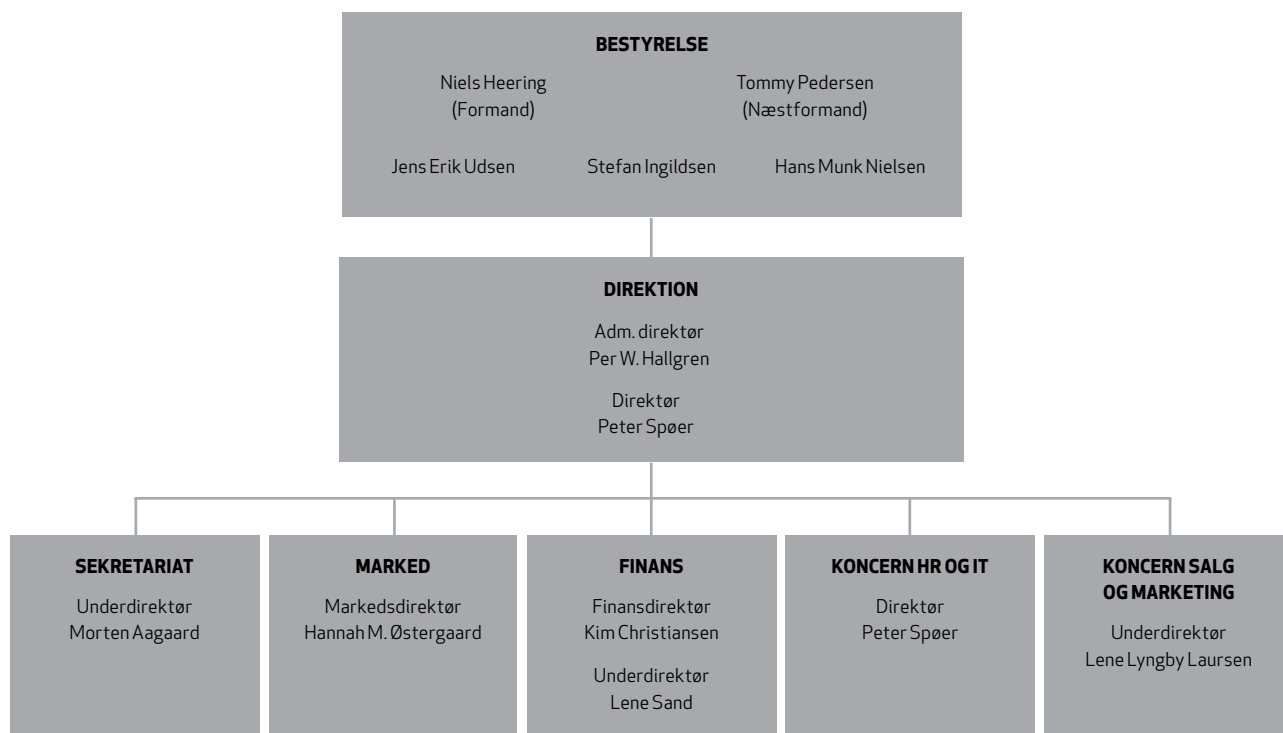 BESTYRELSE
Niels Heering
(Formand)
Tommy Pedersen
(Næstformand)
Jens Erik Udsen
Stefan Ingildsen
Hans Munk Nielsen
DIREKTION
Adm. direktør
Per W. Hallgren
Direktør
Peter Spøer
SEKRETARIAT
Underdirektør
Morten Aagaard
MARKED
Markedsdirektør
Hannah M. Østergaard
FINANS
Finansdirektør
Kim Christiansen
Underdirektør
Lene Sand
KONCERN HR OG IT
Direktør
Peter Spøer
KONCERN SALG
OG MARKETING
Underdirektør
Lene Lyngby Laursen